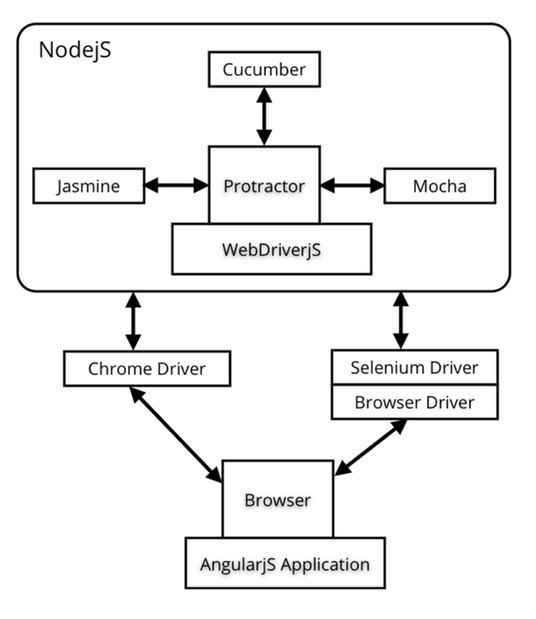 NodejS
Cucumber
Jasmine
Protractor
Mocha
WebDriverjS
Chrome Driver
Selenium Driver
Browser Driver
Browser
AngularjS Application